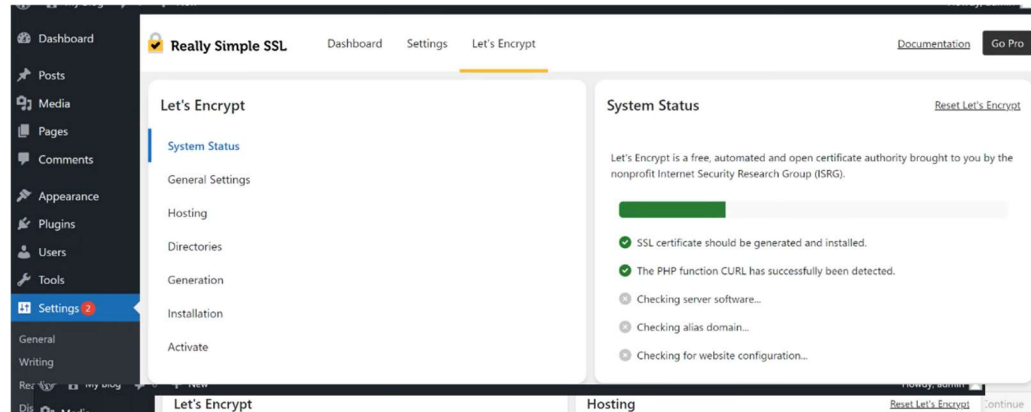 My Blog
New
Howdy, admin
Dashboard
Posts
Media
Pages
Comments
Appearance
Plugins
Users
Tools
Settings 2
General
Writing
Really Simple SSL
Dashboard
Settings
Let's Encrypt
Documentation
Go Pro
Let's Encrypt
System Status
General Settings
Hosting
Directories
Generation
Installation
Activate
System Status
Reset Let's Encrypt
Let's Encrypt is a free, automated and open certificate authority brought to you by the
nonprofit Internet Security Research Group (ISRG).
SSL certificate should be generated and installed.
The PHP function CURL has successfully been detected.
Checking server software...
Checking alias domain...
Checking for website configuration...
My Blog
New
Howdy, admin
Let's Encrypt
Hosting
Reset Let's Encrypt
Continue